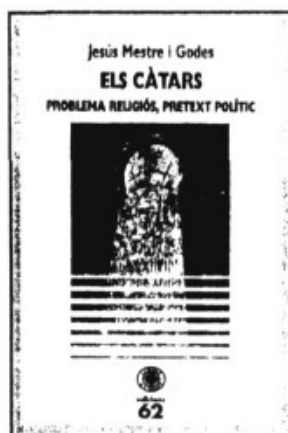 Jesús Mestre i Godes
ELS CÀTARS
PROBLEMA RELIGIÓS, PRETEXT POLÍTIC
edicions
62